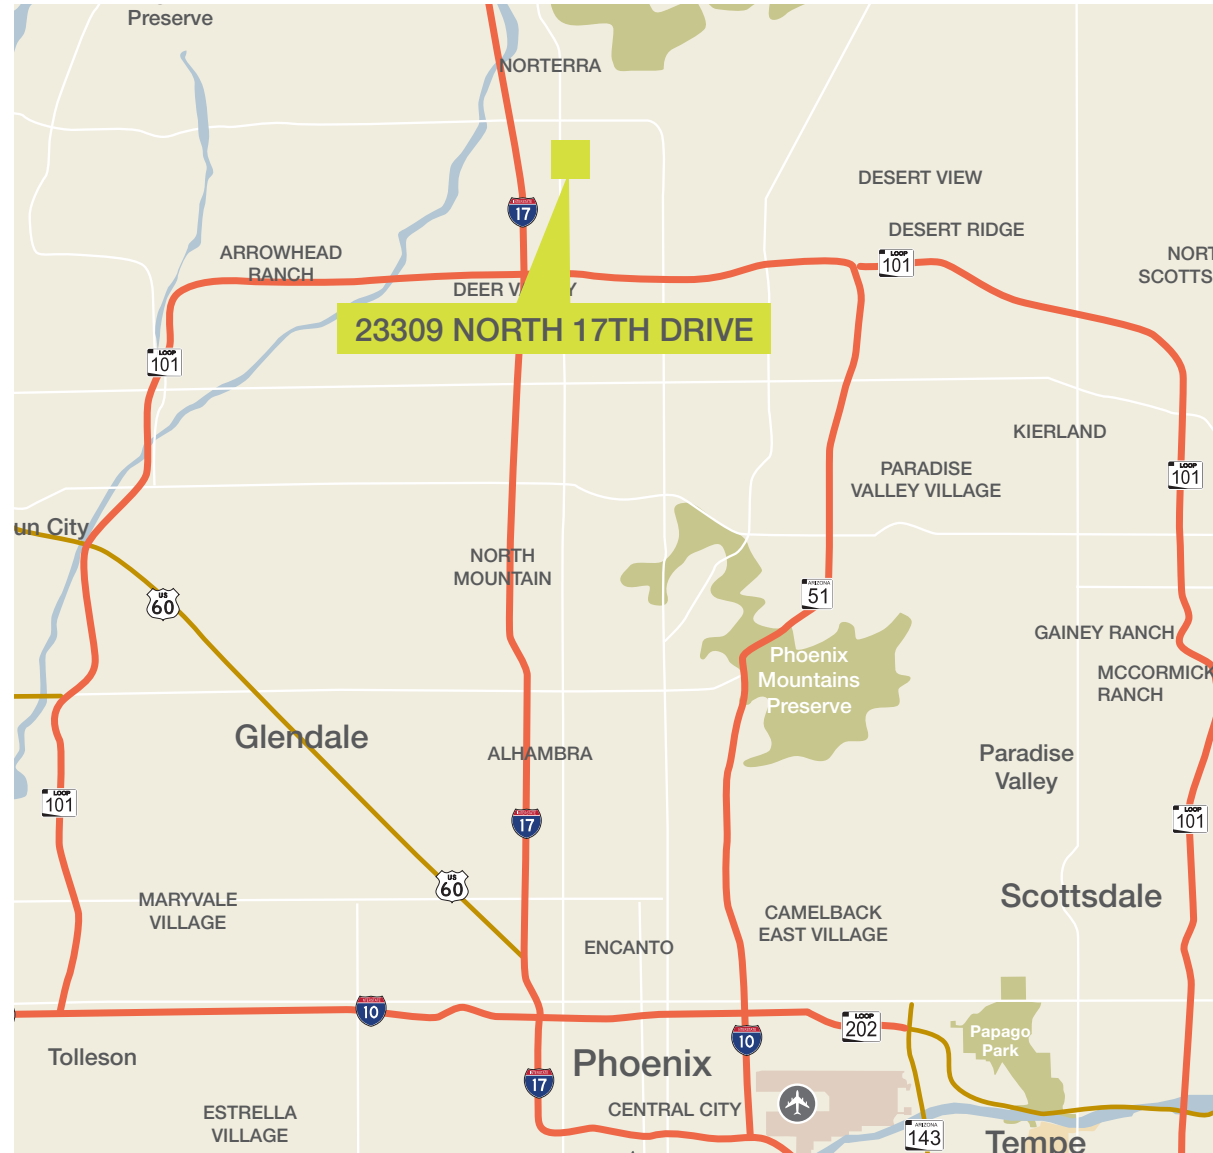 Preserve
NORTERRA
DESERT VIEW
17
DESERT RIDGE
ARROWHEAD
RANCH
LOOP
101
NORT
SCOTTS
DEER V
Y
23309 NORTH 17TH DRIVE
LOOP
101
KIERLAND
PARADISE
VALLEY VILLAGE
LOOP
101
un City
NORTH
MOUNTAIN
US
60
ARIZONA
51
GAINEY RANCH
Phoenix
Mountains
Preserve
MCCORMICK
RANCH
Glendale
ALHAMBRA
Paradise
Valley
LOOP
101
17
LOOP
101
US
60
MARYVALE
VILLAGE
Scottsdale
CAMELBACK
EAST VILLAGE
ENCANTO
10
LOOP
202
10
Papago
Park
Tolleson
Phoenix
17
ESTRELLA
VILLAGE
CENTRAL CITY
ARIZONA
143
Tempe